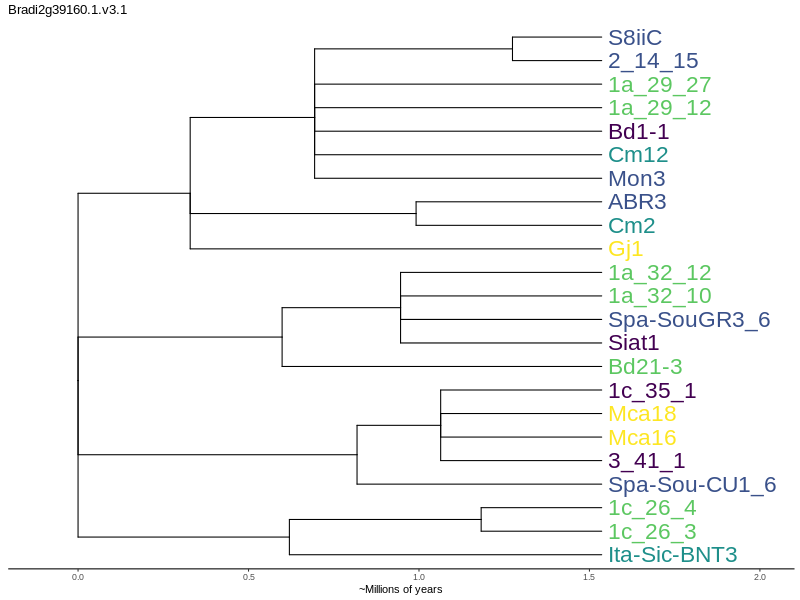 Bradi2g39160.1.v3.1
S8iiC
2_14_15
1a_29_27
1a_29_12
Bd1-1
Cm12
Mon3
ABR3
Cm2
Gj1
1a_32_12
1a_32_10
Spa-SouGR3_6
Siat1
Bd21-3
1c_35_1
Mca18
Mca16
3_41_1
Spa-Sou-CU1_6
1c_26_4
1c_26_3
Ita-Sic-BNT3
0.0 0.5 1.0 1.5 2.0
~Millions of years